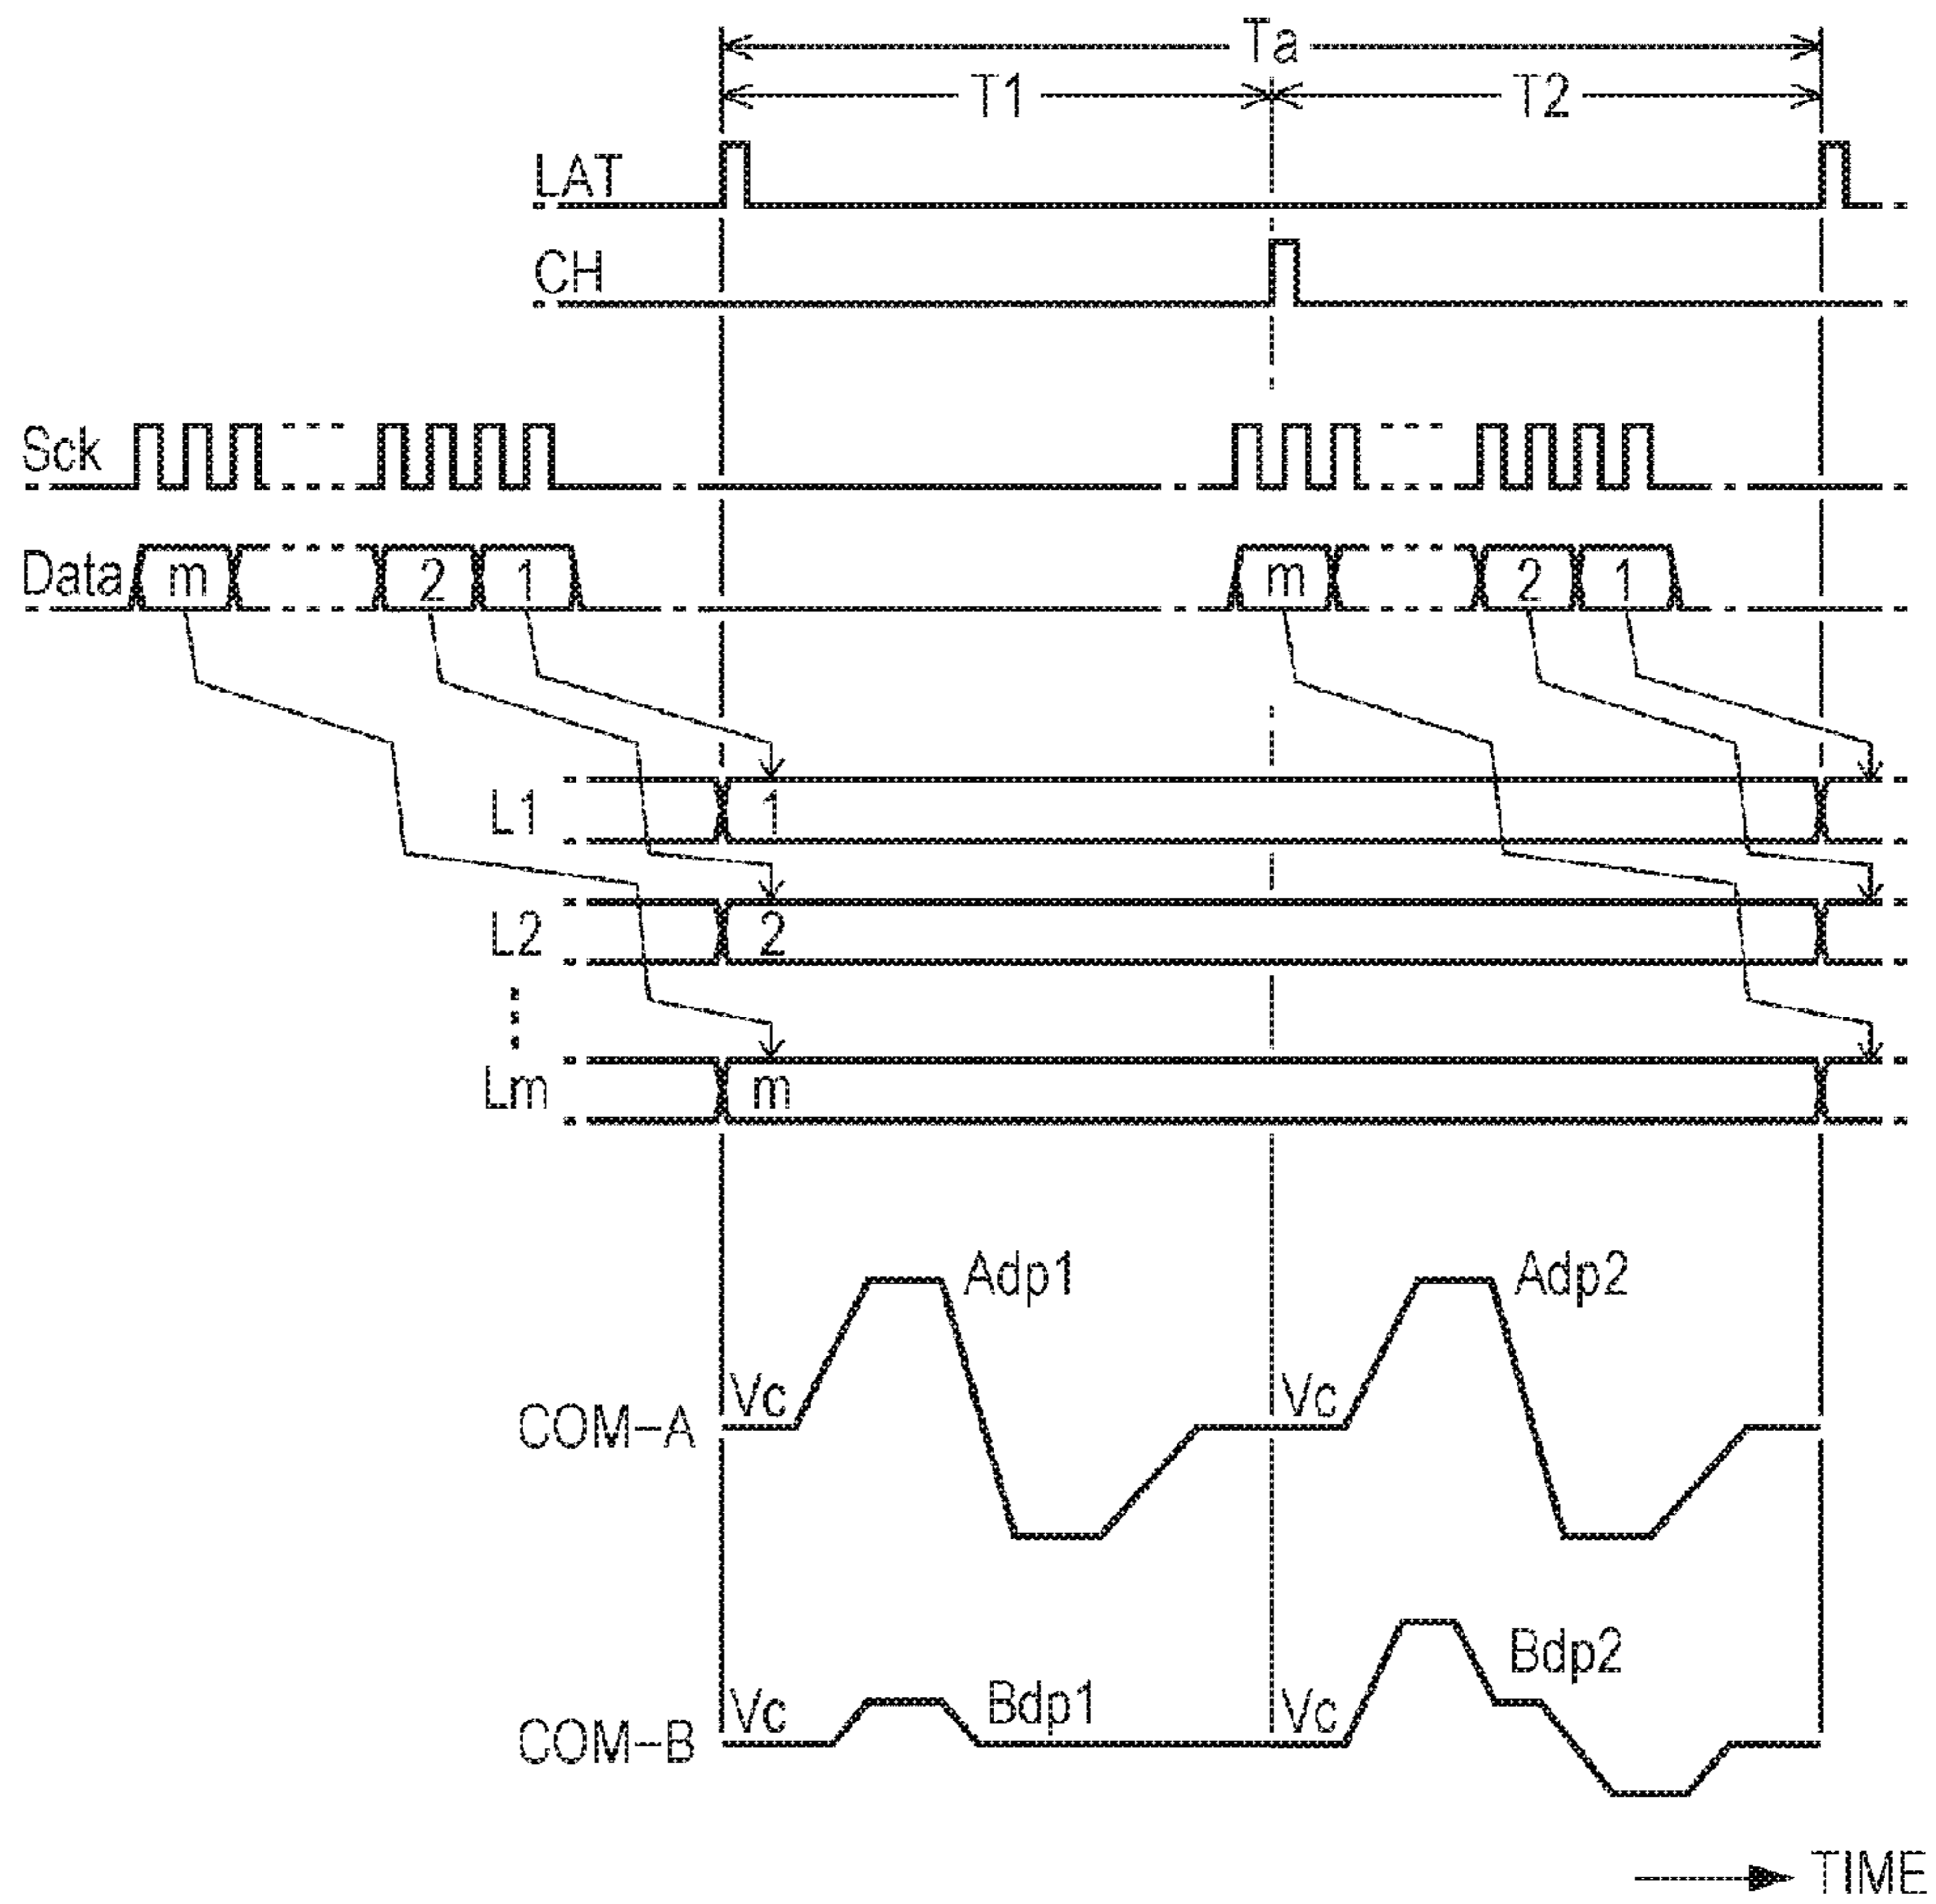 Ta
T1 T2
LAT
CH
Sck
Data m 2 1 m 2 1
L1 1
L2 2
Lm m
Adp1 Adp2
COM-A Vc Vc
Bdp2
COM-B Vc Bdp1 Vc
TIME